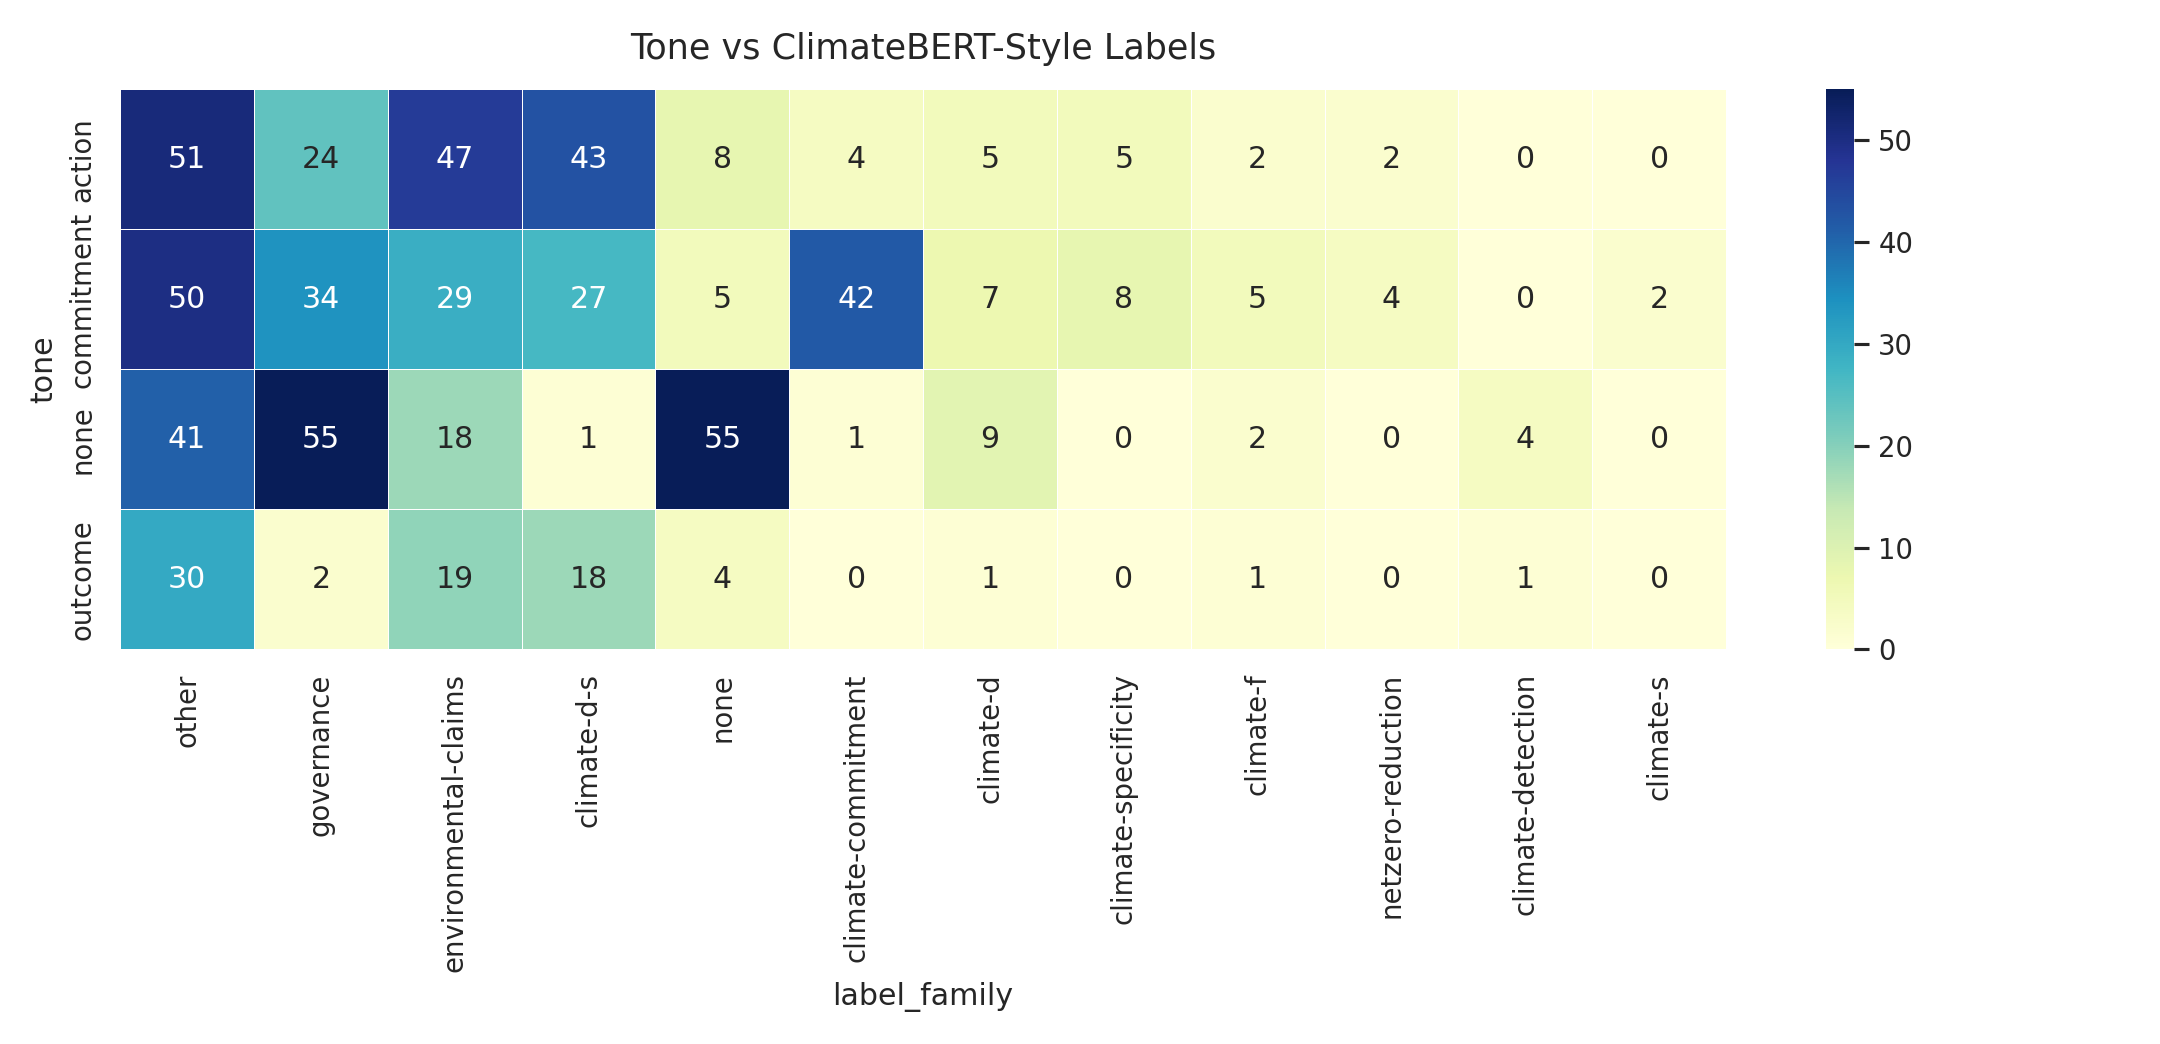 Tone vs ClimateBERT-Style Labels
tone
action
51 24 47 43 8 4 5 5 2 2 0 0
commitment
50 34 29 27 5 42 7 8 5 4 0 2
none
41 55 18 1 55 1 9 0 2 0 4 0
outcome
30 2 19 18 4 0 1 0 1 0 1 0
other
governance
environmental-claims
climate-d-s
none
climate-commitment
climate-d
climate-specificity
climate-f
netzero-reduction
climate-detection
climate-s
label_family
50
40
30
20
10
0